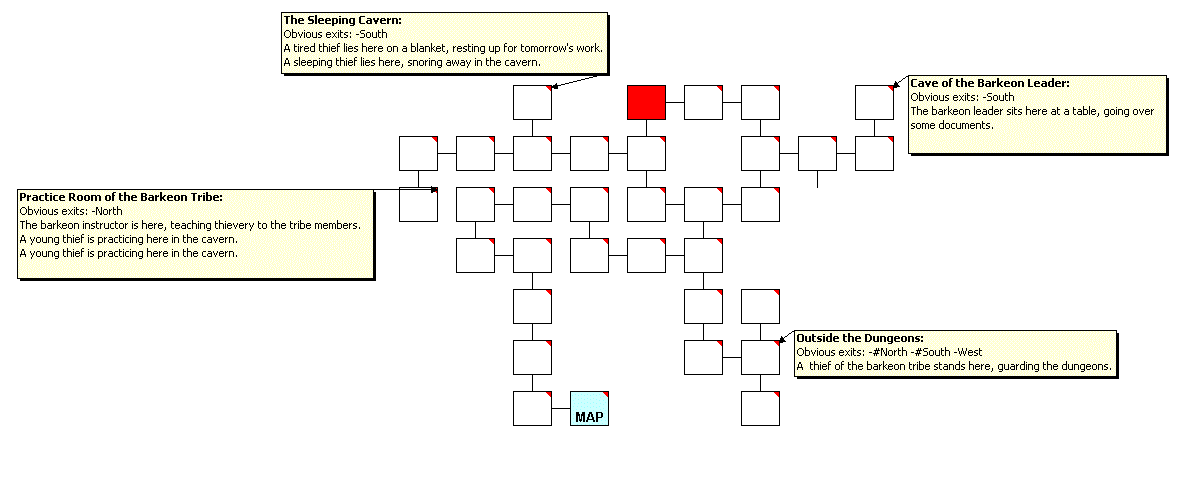 The Sleeping Cavern:
Obvious exits: -South
A tired thief lies here on a blanket, resting up for tomorrow's work.
A sleeping thief lies here, snoring away in the cavern.
Cave of the Barkeon Leader:
Obvious exits: -South
The barkeon leader sits here at a table, going over
some documents.
Practice Room of the Barkeon Tribe:
Obvious exits: -North
The barkeon instructor is here, teaching thievery to the tribe members.
A young thief is practicing here in the cavern.
A young thief is practicing here in the cavern.
Outside the Dungeons:
Obvious exits: -#North -#South -West
A  thief of the barkeon tribe stands here, guarding the dungeons.
MAP